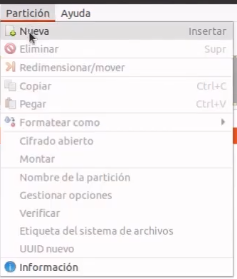 Partición Ayuda
Nueva Insertar
Eliminar Supr
Redimensionar/mover
Copiar Ctrl+C
Pegar Ctrl+V
Formatear como
Cifrado abierto
Montar
Nombre de la partición
Gestionar opciones
Verificar
Etiqueta del sistema de archivos
UUID nuevo
Información